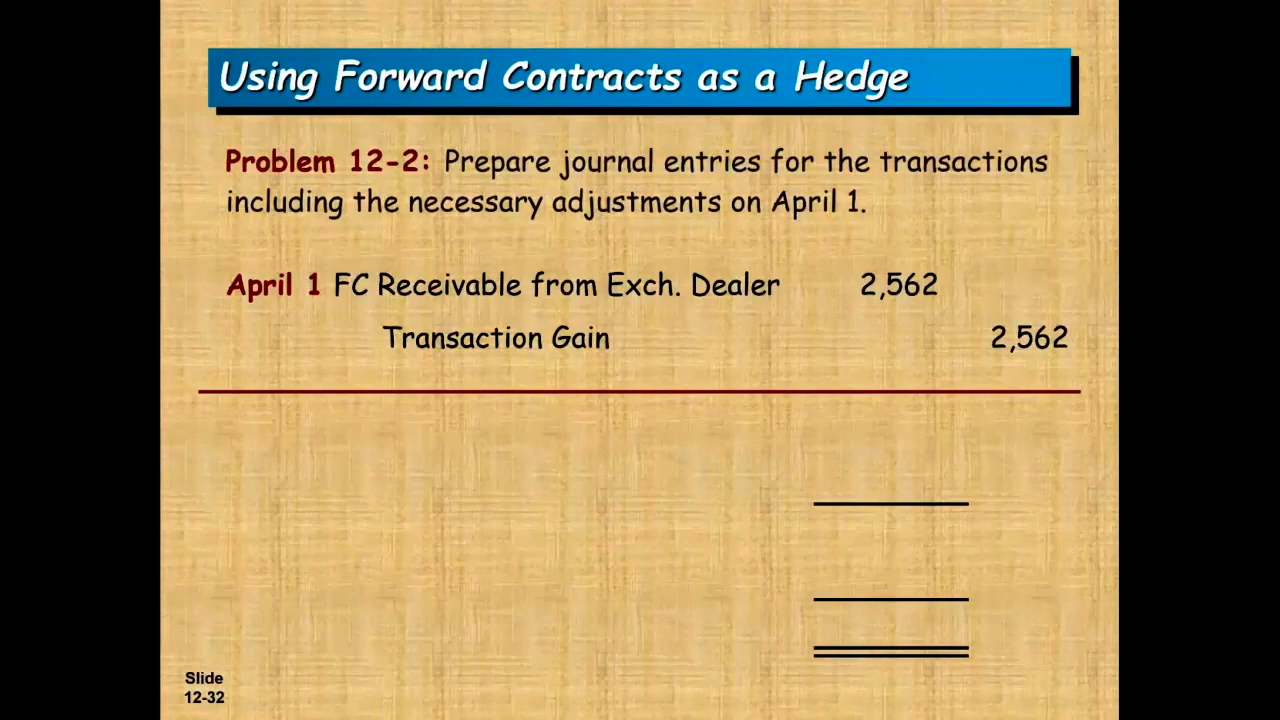 Using Forward Contracts as a Hedge
Problem 12-2: Prepare journal entries for the transactions
including the necessary adjustments on April 1.
April 1 FC Receivable from Exch. Dealer 2,562
Transaction Gain 2,562
Slide
12-32